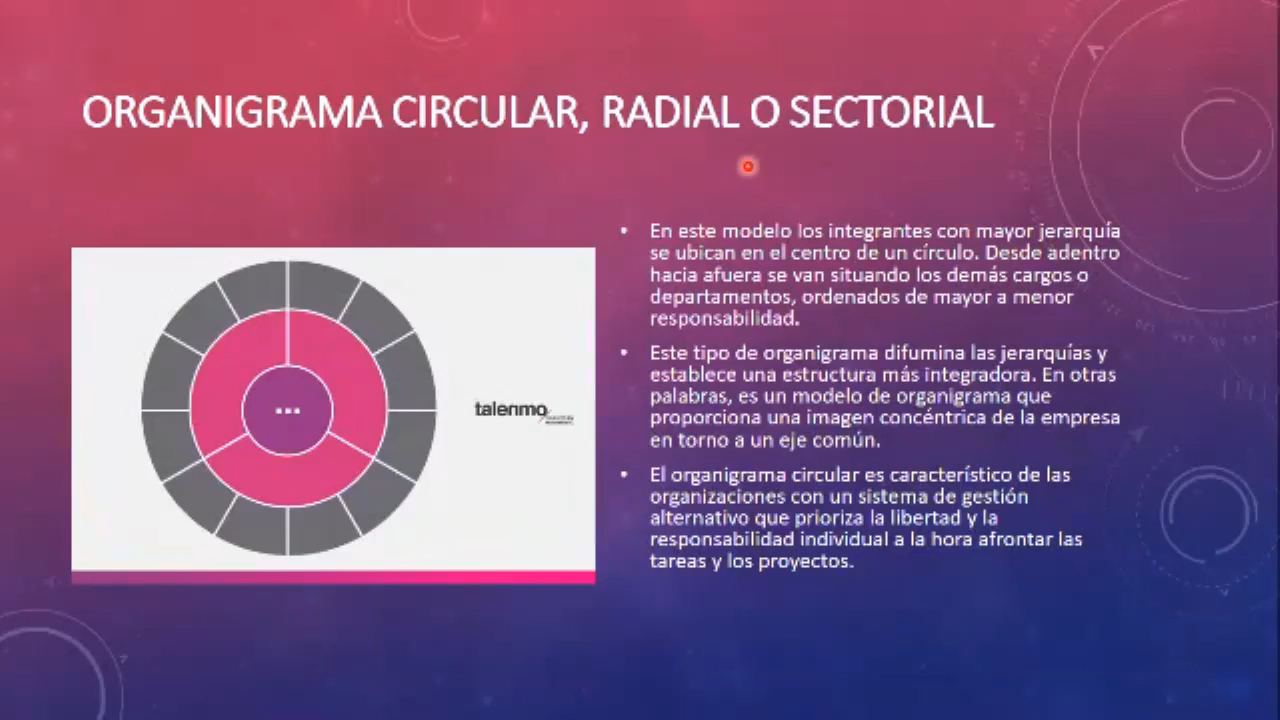 ORGANIGRAMA CIRCULAR, RADIAL O SECTORIAL
• En este modelo los integrantes con mayor jerarquía
se ubican en el centro de un círculo. Desde adentro
hacia afuera se van situando los demás cargos o
departamentos, ordenados de mayor a menor
responsabilidad.
• Este tipo de organigrama difumina las jerarquías y
establece una estructura más integradora. En otras
palabras, es un modelo de organigrama que
proporciona una imagen concéntrica de la empresa
en torno a un eje común.
• El organigrama circular es característico de las
organizaciones con un sistema de gestión
alternativo que prioriza la libertad y la
responsabilidad individual a la hora afrontar las
tareas y los proyectos.
...
talenmo